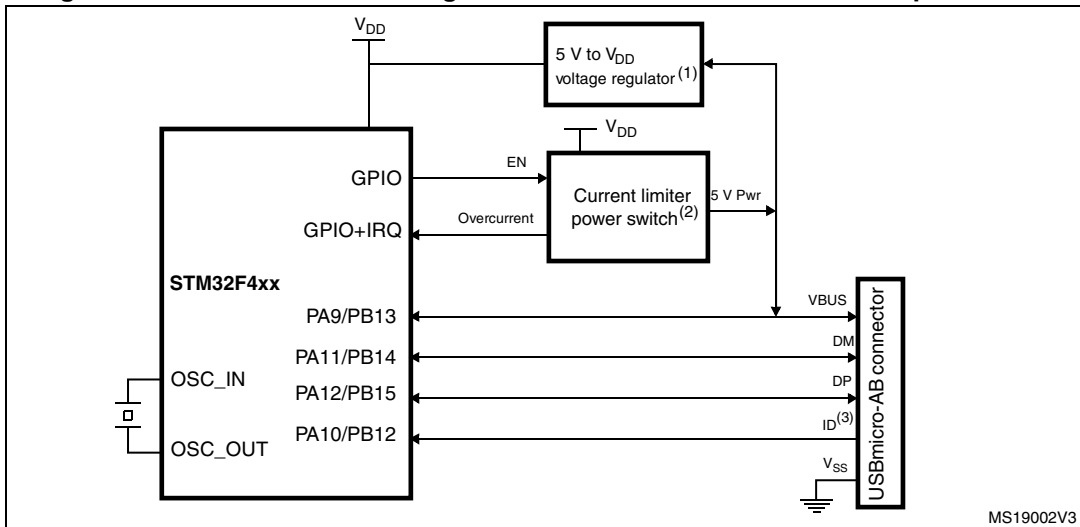 VDD
5 V to VDD
voltage regulator(1)
VDD
GPIO
EN
Current limiter
power switch(2)
5 V Pwr
GPIO+IRQ
Overcurrent
STM32F4xx
PA9/PB13
VBUS
PA11/PB14
DM
OSC_IN
PA12/PB15
DP
PA10/PB12
ID(3)
OSC_OUT
VSS
USBmicro-AB connector
MS19002V3